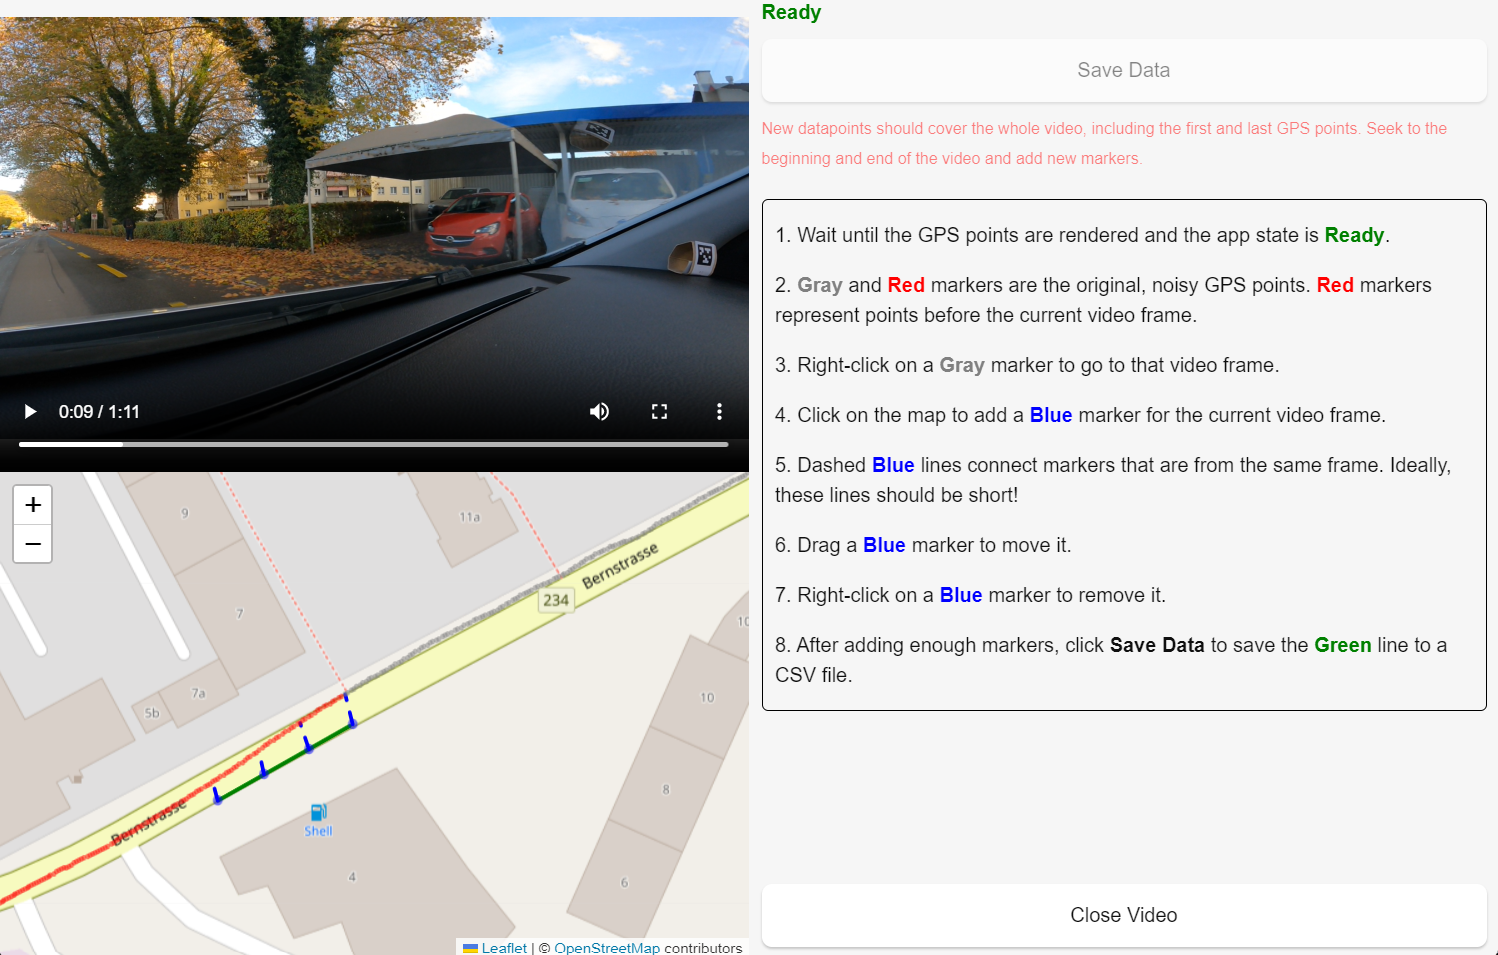 Ready
Save Data
New datapoints should cover the whole video, including the first and last GPS points. Seek to the
beginning and end of the video and add new markers.
1. Wait until the GPS points are rendered and the app state is Ready.
2. Gray and Red markers are the original, noisy GPS points. Red markers
represent points before the current video frame.
3. Right-click on a Gray marker to go to that video frame.
4. Click on the map to add a Blue marker for the current video frame.
5. Dashed Blue lines connect markers that are from the same frame. Ideally,
these lines should be short!
6. Drag a Blue marker to move it.
7. Right-click on a Blue marker to remove it.
8. After adding enough markers, click Save Data to save the Green line to a
CSV file.
Close Video
0:09 / 1:11
+
−
9
11a
Bernstrasse
234
7
10
7a
5b
10
Bernstrasse
8
Shell
4
6
Leaflet | © OpenStreetMap contributors